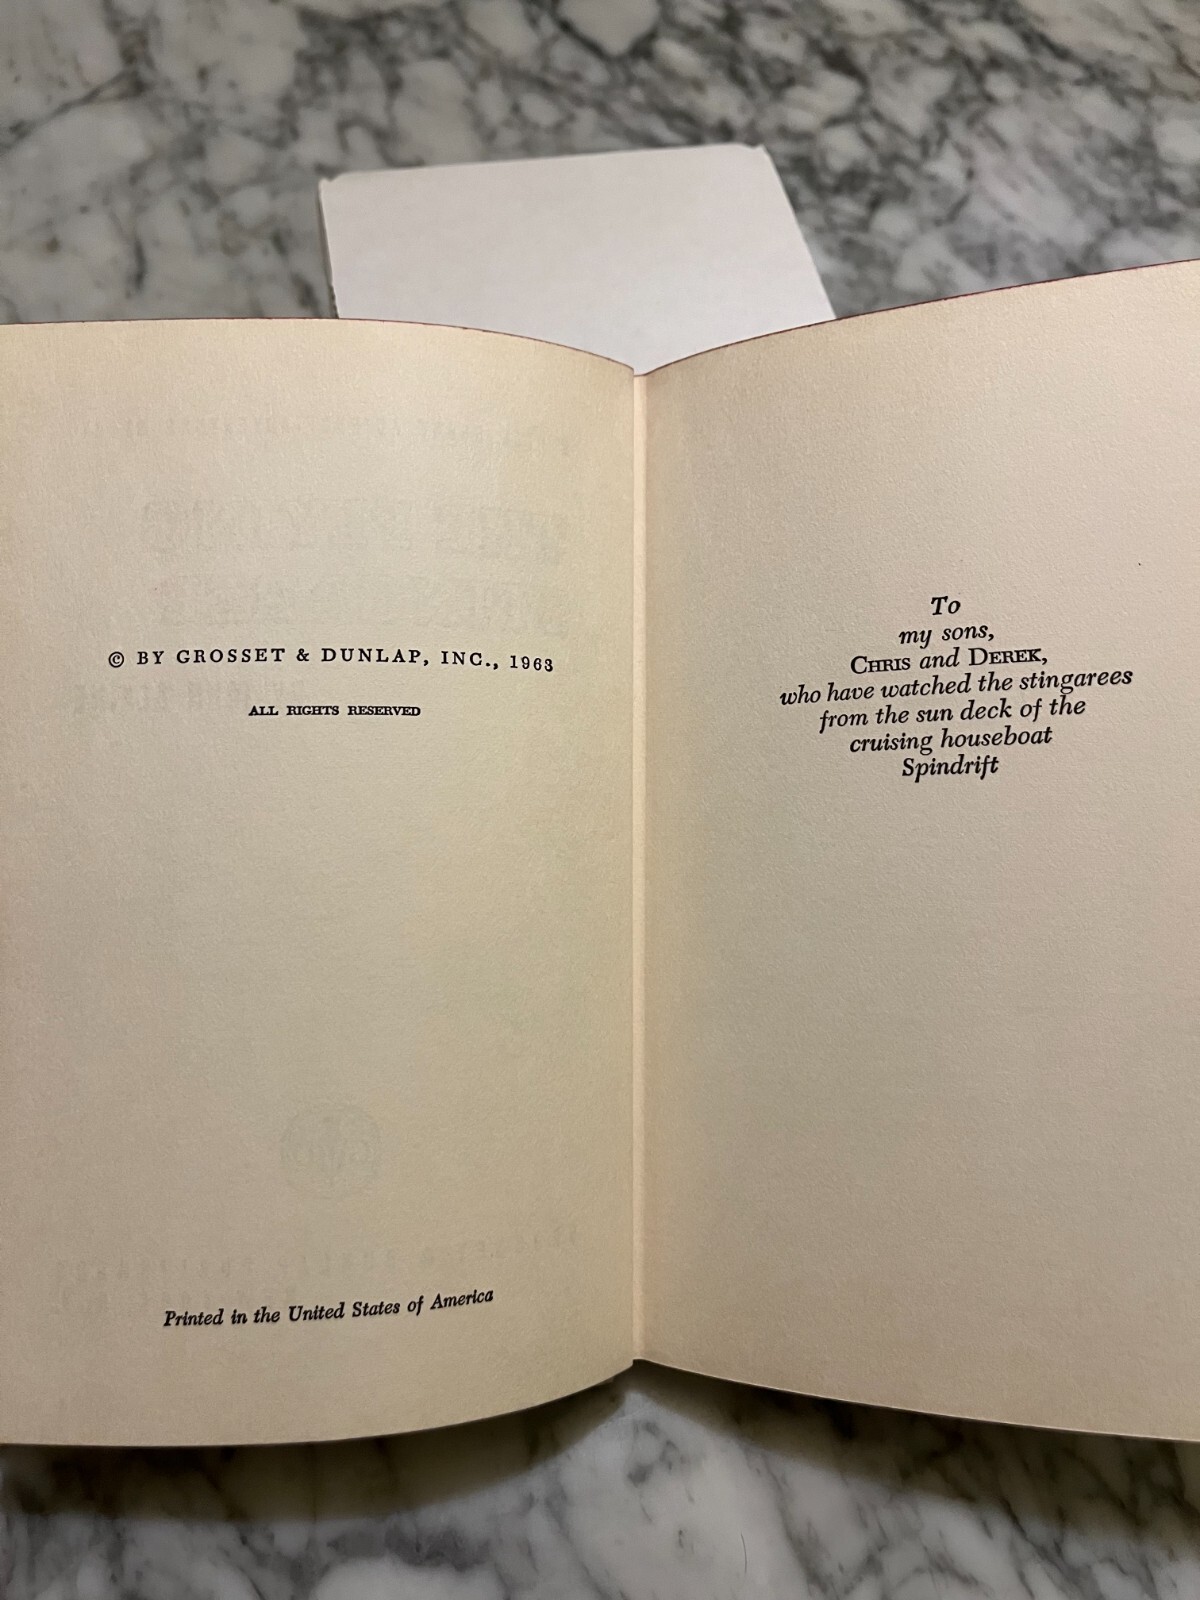 © BY GROSSET & DUNLAP, INC., 1963
ALL RIGHTS RESERVED
Printed in the United States of America
To
my sons,
CHRIS and DEREK,
who have watched the stingarees
from the sun deck of the
cruising houseboat
Spindrift